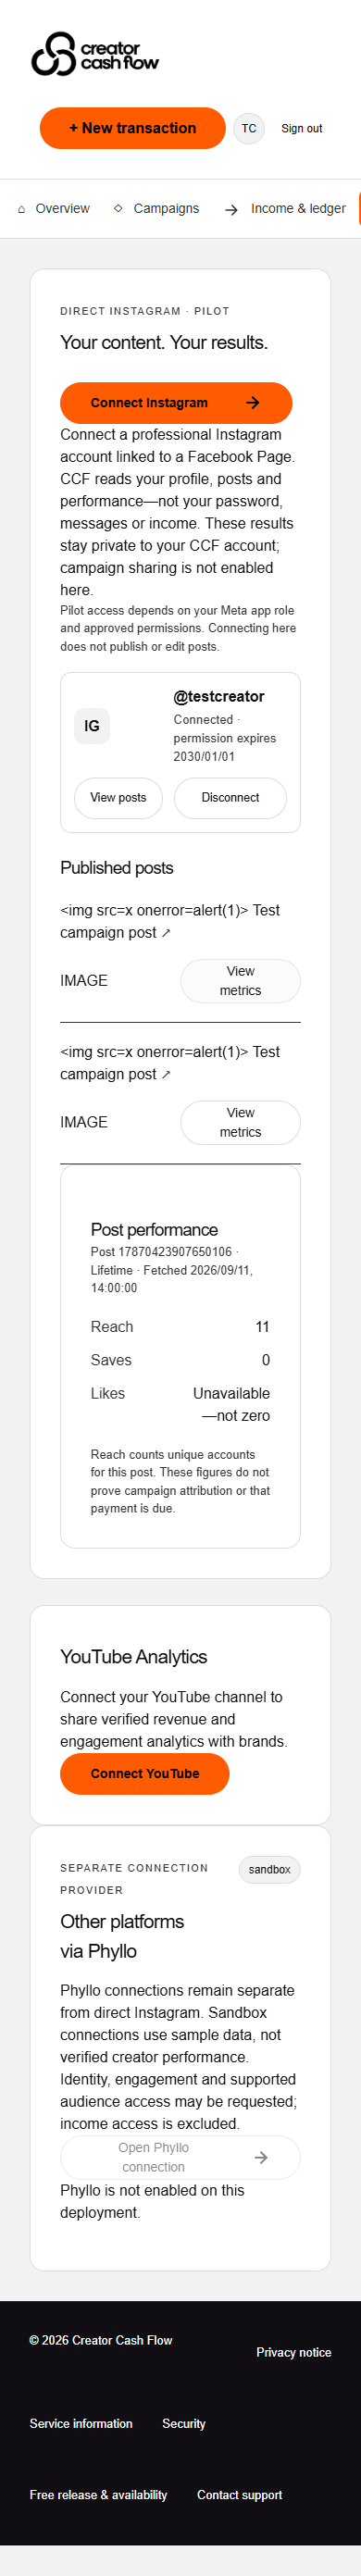 creator
cash flow
+ New transaction
TC
Sign out
Overview
Campaigns
Income & ledger
DIRECT INSTAGRAM · PILOT
Your content. Your results.
Connect Instagram →
Connect a professional Instagram
account linked to a Facebook Page.
CCF reads your profile, posts and
performance—not your password,
messages or income. These results
stay private to your CCF account;
campaign sharing is not enabled
here.
Pilot access depends on your Meta app role
and approved permissions. Connecting here
does not publish or edit posts.
IG
@testcreator
Connected ·
permission expires
2030/01/01
View posts
Disconnect
Published posts
<img src=x onerror=alert(1)> Test
campaign post ↗
IMAGE
View
metrics
<img src=x onerror=alert(1)> Test
campaign post ↗
IMAGE
View
metrics
Post performance
Post 17870423907650106 ·
Lifetime · Fetched 2026/09/11,
14:00:00
Reach 11
Saves 0
Likes Unavailable
—not zero
Reach counts unique accounts
for this post. These figures do not
prove campaign attribution or that
payment is due.
YouTube Analytics
Connect your YouTube channel to
share verified revenue and
engagement analytics with brands.
Connect YouTube
SEPARATE CONNECTION
PROVIDER
sandbox
Other platforms
via Phyllo
Phyllo connections remain separate
from direct Instagram. Sandbox
connections use sample data, not
verified creator performance.
Identity, engagement and supported
audience access may be requested;
income access is excluded.
Open Phyllo
connection →
Phyllo is not enabled on this
deployment.
© 2026 Creator Cash Flow
Privacy notice
Service information
Security
Free release & availability
Contact support